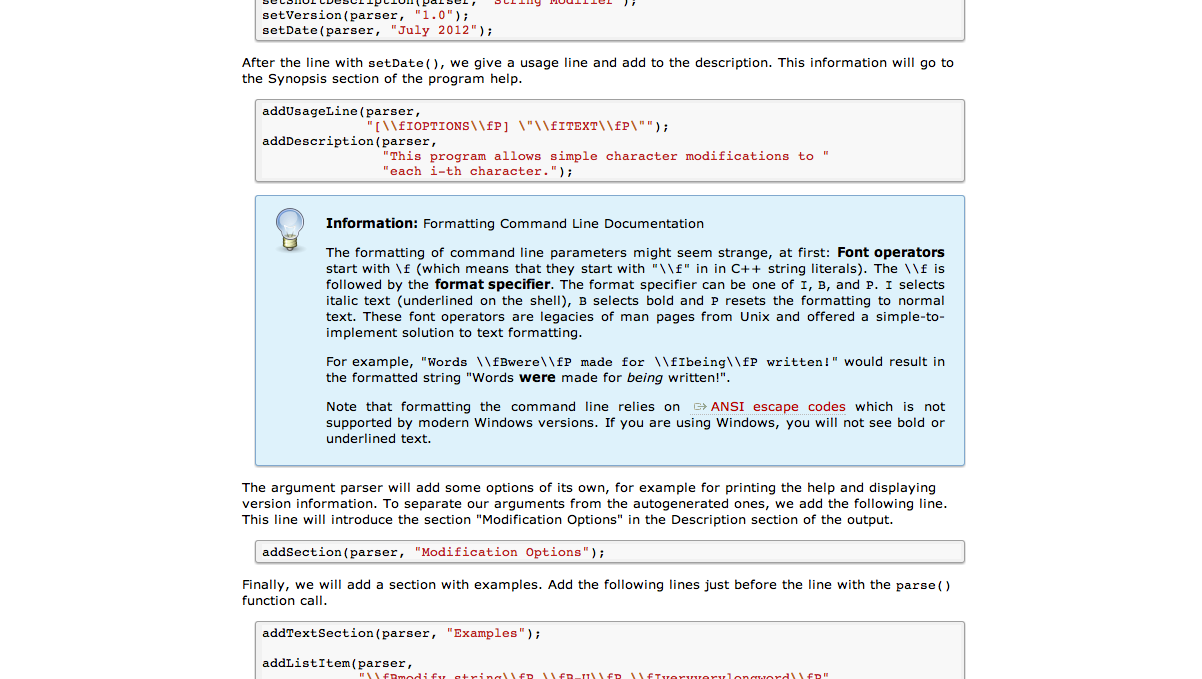 setShortDescription(parser, "String Modifier");
setVersion(parser, "1.0");
setDate(parser, "July 2012");
After the line with setDate(), we give a usage line and add to the description. This information will go to
the Synopsis section of the program help.
addUsageLine(parser,
"[\\fIOPTIONS\\fP] \"\\fITEXT\\fP\"");
addDescription(parser,
"This program allows simple character modifications to "
"each i-th character.");
Information: Formatting Command Line Documentation
The formatting of command line parameters might seem strange, at first: Font operators
start with \f (which means that they start with "\\f" in in C++ string literals). The \\f is
followed by the format specifier. The format specifier can be one of I, B, and P. I selects
italic text (underlined on the shell), B selects bold and P resets the formatting to normal
text. These font operators are legacies of man pages from Unix and offered a simple-to-
implement solution to text formatting.
For example, "Words \\fBwere\\fP made for \\fIbeing\\fP written!" would result in
the formatted string "Words were made for being written!".
Note that formatting the command line relies on ANSI escape codes which is not
supported by modern Windows versions. If you are using Windows, you will not see bold or
underlined text.
The argument parser will add some options of its own, for example for printing the help and displaying
version information. To separate our arguments from the autogenerated ones, we add the following line.
This line will introduce the section "Modification Options" in the Description section of the output.
addSection(parser, "Modification Options");
Finally, we will add a section with examples. Add the following lines just before the line with the parse()
function call.
addTextSection(parser, "Examples");
addListItem(parser,
"\\fBmodify_string\\fP \\fB-U\\fP \\fIveryverylongword\\fP"